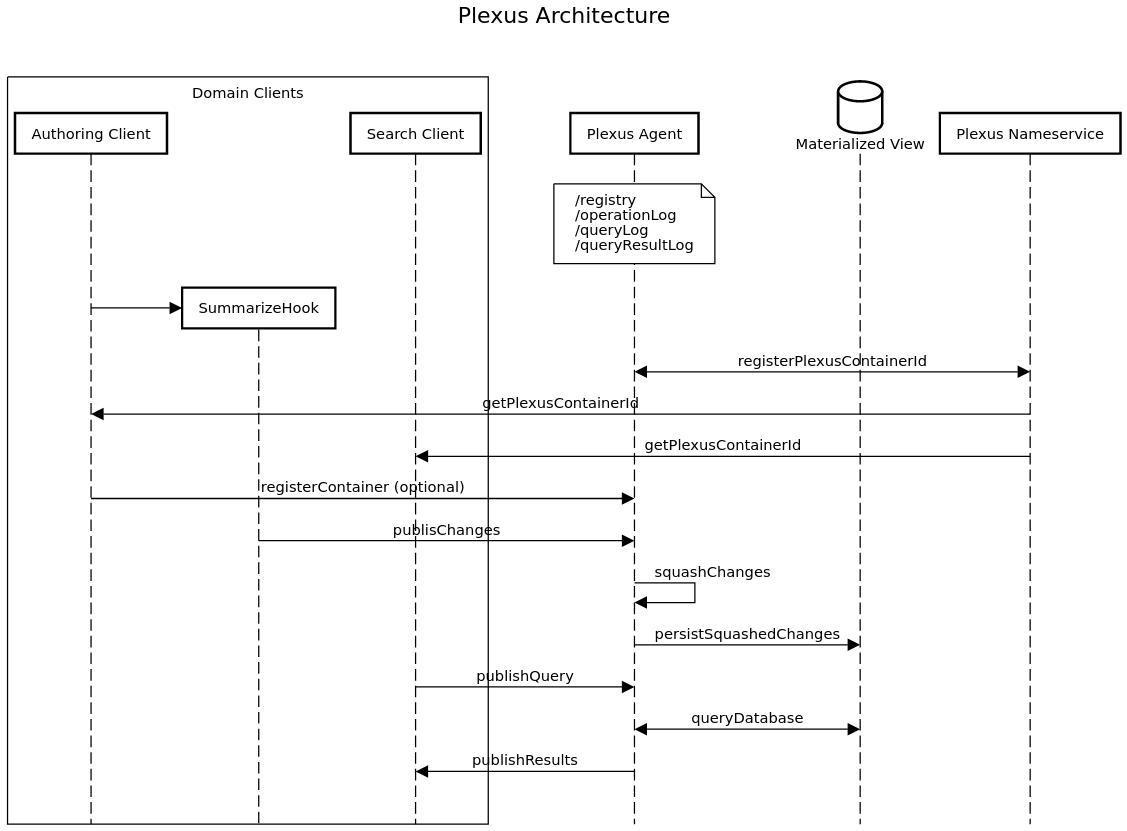 Plexus Architecture
Domain Clients
Authoring Client
Search Client
Plexus Agent
Materialized View
Plexus Nameservice
/registry
/operationLog
/queryLog
/queryResultLog
SummarizeHook
registerPlexusContainerId
getPlexusContainerId
getPlexusContainerId
registerContainer (optional)
publisChanges
squashChanges
persistSquashedChanges
publishQuery
queryDatabase
publishResults